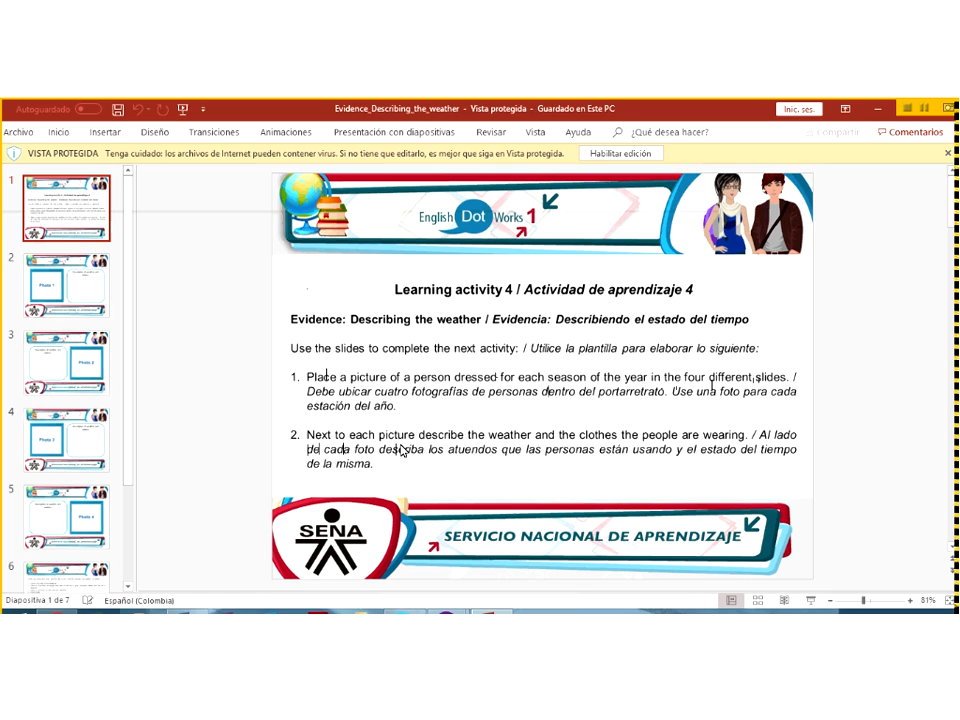 Autoguardado
Evidence_Describing_the_weather - Vista protegida - Guardado en Este PC
Inic. ses.
Archivo Inicio Insertar Diseño Transiciones Animaciones Presentación con diapositivas Revisar Vista Ayuda ¿Qué desea hacer? Compartir Comentarios
VISTA PROTEGIDA Tenga cuidado: los archivos de Internet pueden contener virus. Si no tiene que editarlo, es mejor que siga en Vista protegida. Habilitar edición
1
2
Photo 1
3
Photo 2
4
Photo 3
5
Photo 4
6
English Dot Works 1
Learning activity 4 / Actividad de aprendizaje 4
Evidence: Describing the weather / Evidencia: Describiendo el estado del tiempo
Use the slides to complete the next activity: / Utilice la plantilla para elaborar lo siguiente:
1. Place a picture of a person dressed for each season of the year in the four different slides. /
Debe ubicar cuatro fotografías de personas dentro del portarretrato. Use una foto para cada
estación del año.
2. Next to each picture describe the weather and the clothes the people are wearing. / Al lado
de cada foto describa los atuendos que las personas están usando y el estado del tiempo
de la misma.
SENA
SERVICIO NACIONAL DE APRENDIZAJE
Diapositiva 1 de 7 Español (Colombia) 81%